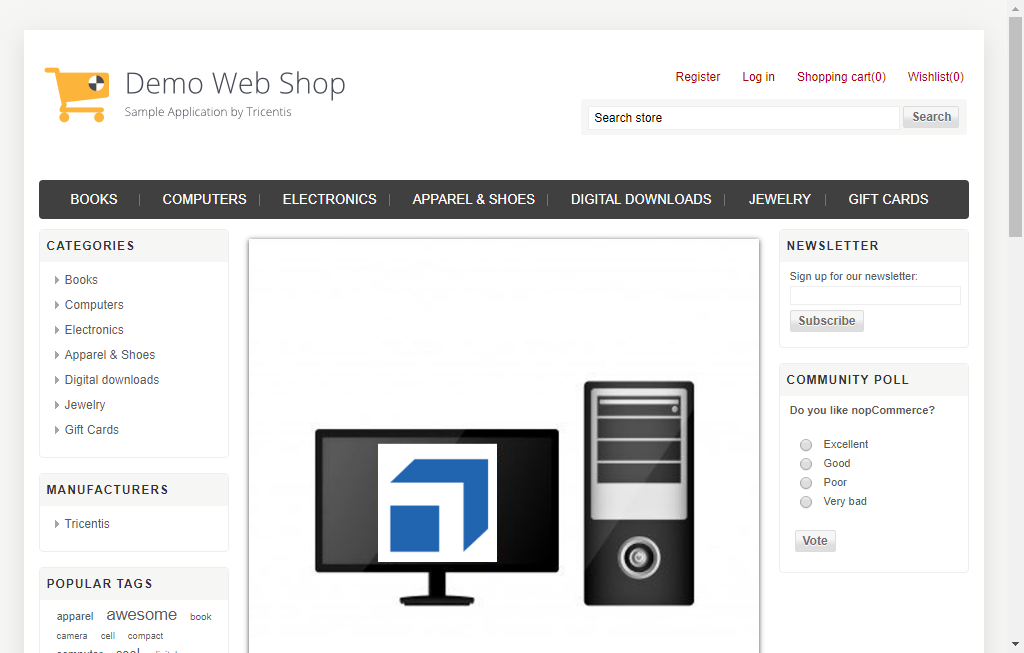 Demo Web Shop
Sample Application by Tricentis
Register Log in Shopping cart(0) Wishlist(0)
Search store Search
BOOKS COMPUTERS ELECTRONICS APPAREL & SHOES DIGITAL DOWNLOADS JEWELRY GIFT CARDS
CATEGORIES
Books
Computers
Electronics
Apparel & Shoes
Digital downloads
Jewelry
Gift Cards
MANUFACTURERS
Tricentis
POPULAR TAGS
apparel awesome book
camera cell compact
computer cool digital
NEWSLETTER
Sign up for our newsletter:
Subscribe
COMMUNITY POLL
Do you like nopCommerce?
Excellent
Good
Poor
Very bad
Vote